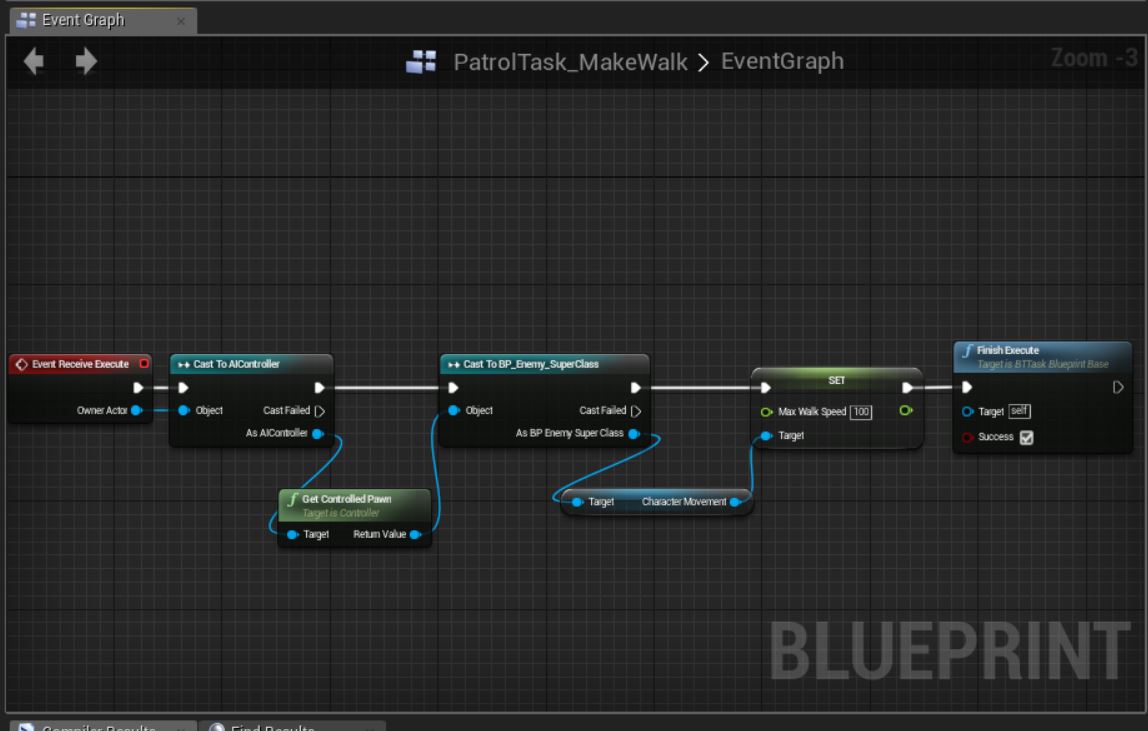 Event Graph
PatrolTask_MakeWalk > EventGraph
Zoom -3
Event Receive Execute
Owner Actor
Cast To AIController
Object
Cast Failed
As AIController
Get Controlled Pawn
Target is Controller
Target
Return Value
Cast To BP_Enemy_SuperClass
Object
Cast Failed
As BP Enemy Super Class
Target
Character Movement
SET
Max Walk Speed 100
Target
Finish Execute
Target is BTTask Blueprint Base
Target self
Success
BLUEPRINT
Compiler Results
Find Results